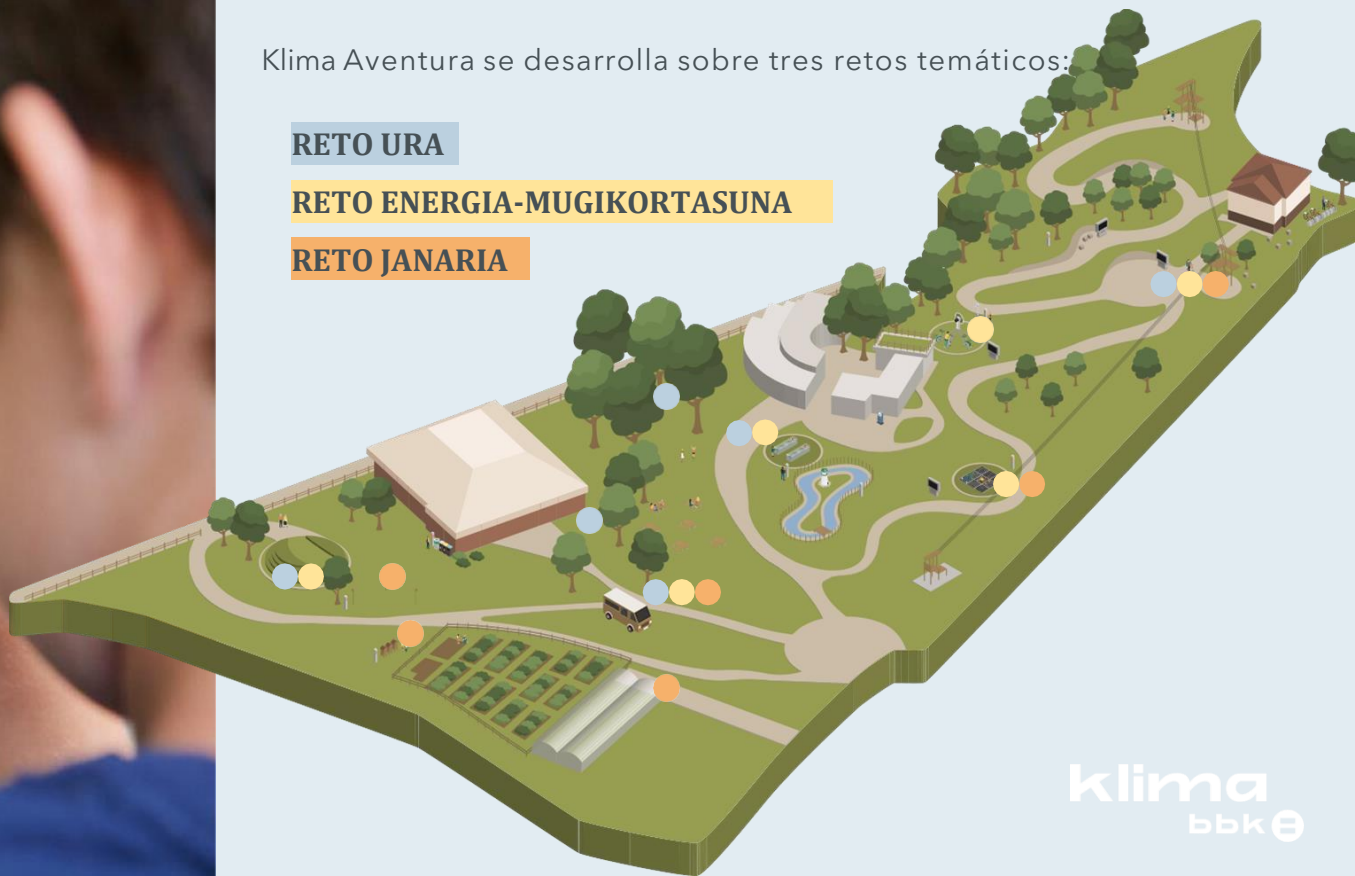 Klima Aventura se desarrolla sobre tres retos temáticos:
RETO URA
RETO ENERGIA-MUGIKORTASUNA
RETO JANARIA
klima
bbk